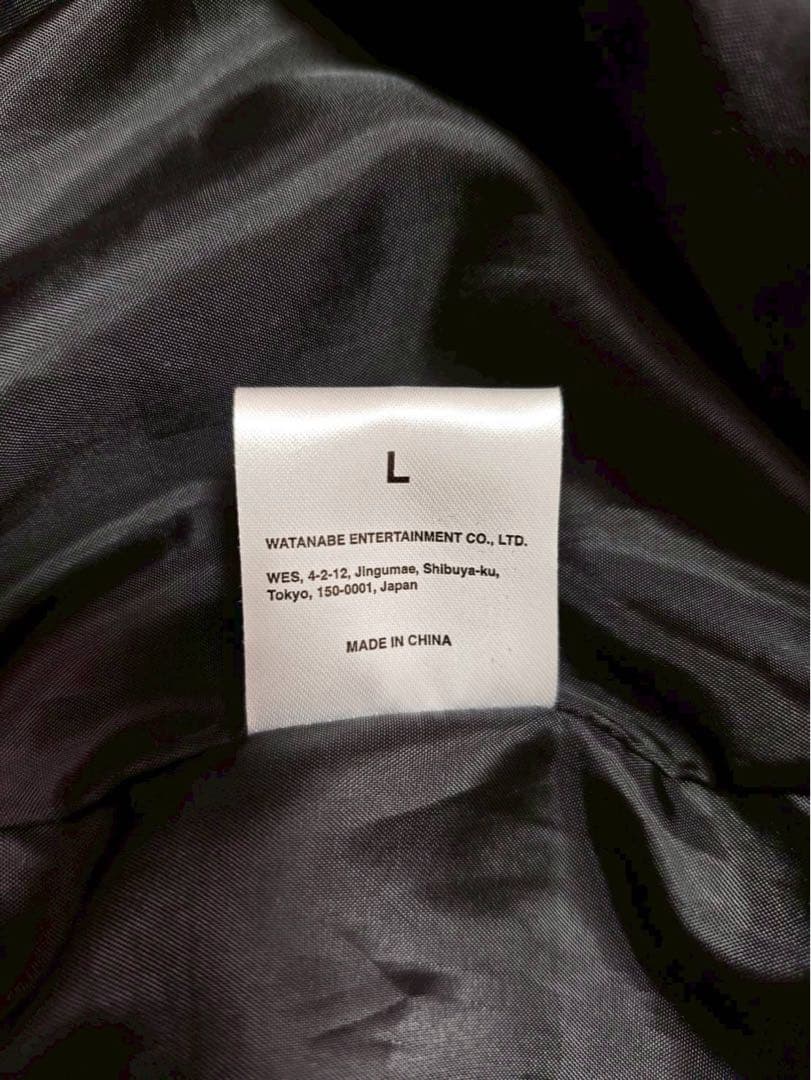 L
WATANABE ENTERTAINMENT CO., LTD.
WES, 4-2-12, Jingumae, Shibuya-ku,
Tokyo, 150-0001, Japan
MADE IN CHINA